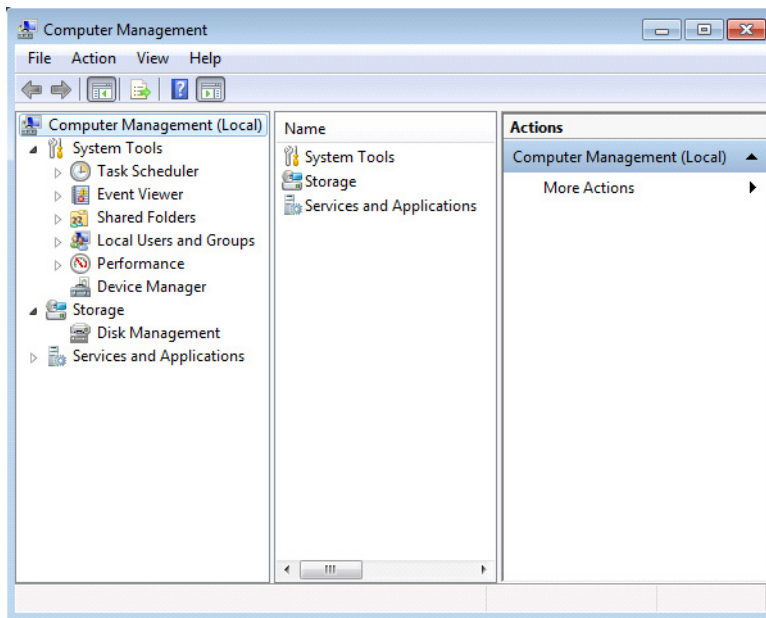 Computer Management
File Action View Help
Computer Management (Local)
System Tools
Task Scheduler
Event Viewer
Shared Folders
Local Users and Groups
Performance
Device Manager
Storage
Disk Management
Services and Applications
Name
System Tools
Storage
Services and Applications
Actions
Computer Management (Local)
More Actions